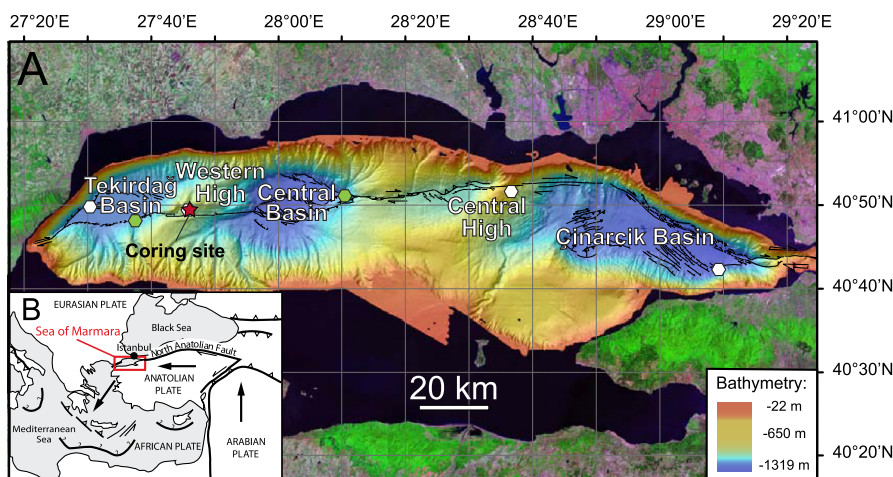 27°20'E 27°40'E 28°00'E 28°20'E 28°40'E 29°00'E 29°20'E
A
41°00'N
40°50'N
40°40'N
40°30'N
40°20'N
Tekirdag
Basin
Western
High
Central
Basin
Central
High
Cinarcik Basin
Coring site
20 km
Bathymetry:
-22 m
-650 m
-1319 m
B
EURASIAN PLATE
Sea of Marmara
Black Sea
Istanbul
North Anatolian Fault
ANATOLIAN
PLATE
Mediterranean
Sea
AFRICAN PLATE
ARABIAN
PLATE